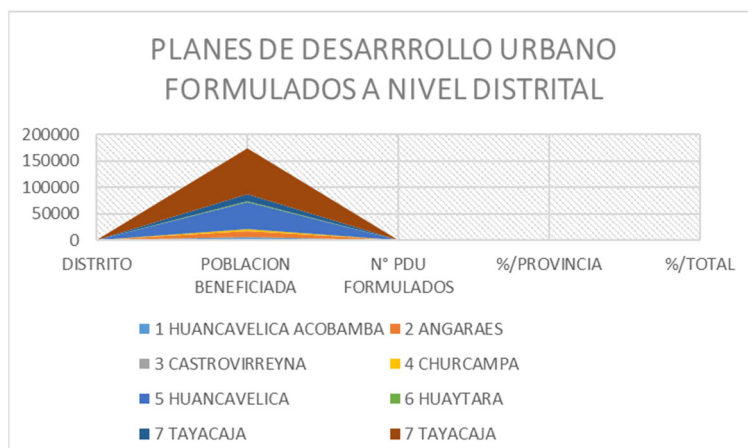 PLANES DE DESARRROLLO URBANO
FORMULADOS A NIVEL DISTRITAL
200000
150000
100000
50000
0
DISTRITO
POBLACION
BENEFICIADA
N° PDU
FORMULADOS
%/PROVINCIA
%/TOTAL
1 HUANCAVELICA ACOBAMBA
2 ANGARAES
3 CASTROVIRREYNA
4 CHURCAMPA
5 HUANCAVELICA
6 HUAYTARA
7 TAYACAJA
7 TAYACAJA